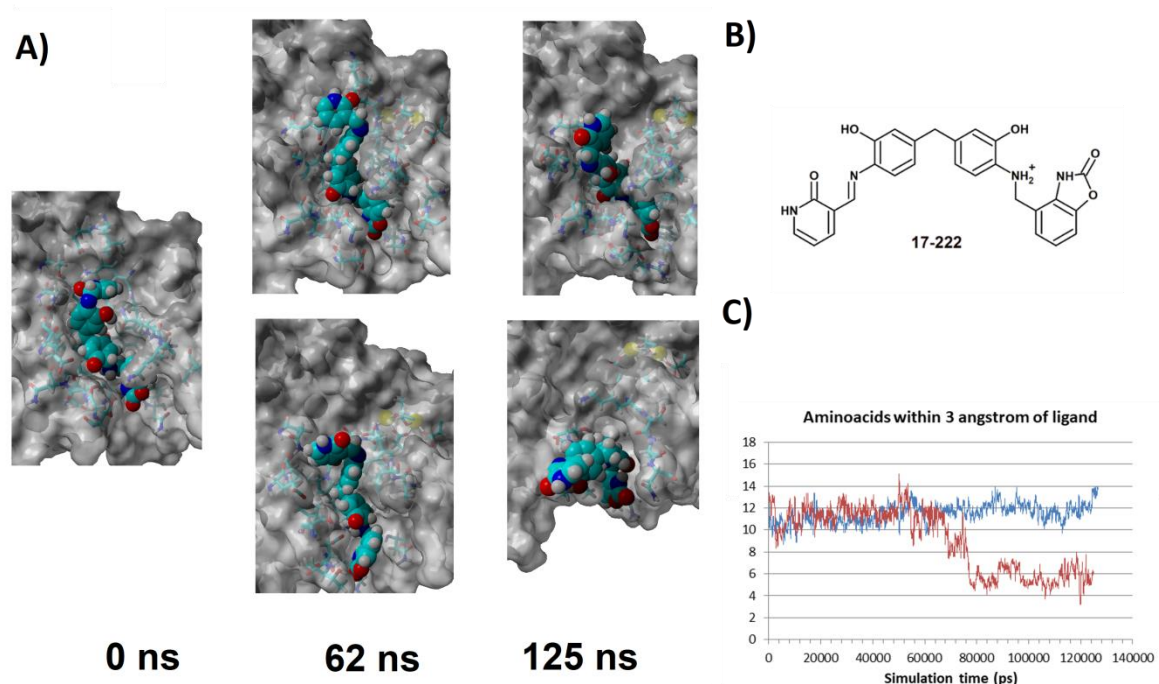 A)
0 ns
62 ns
125 ns
B)
HO
OH
O
N
NH2+
NH
O
O
HN
17-222
C)
Aminoacids within 3 angstrom of ligand
18
16
14
12
10
8
6
4
2
0
0 20000 40000 60000 80000 100000 120000 140000
Simulation time (ps)